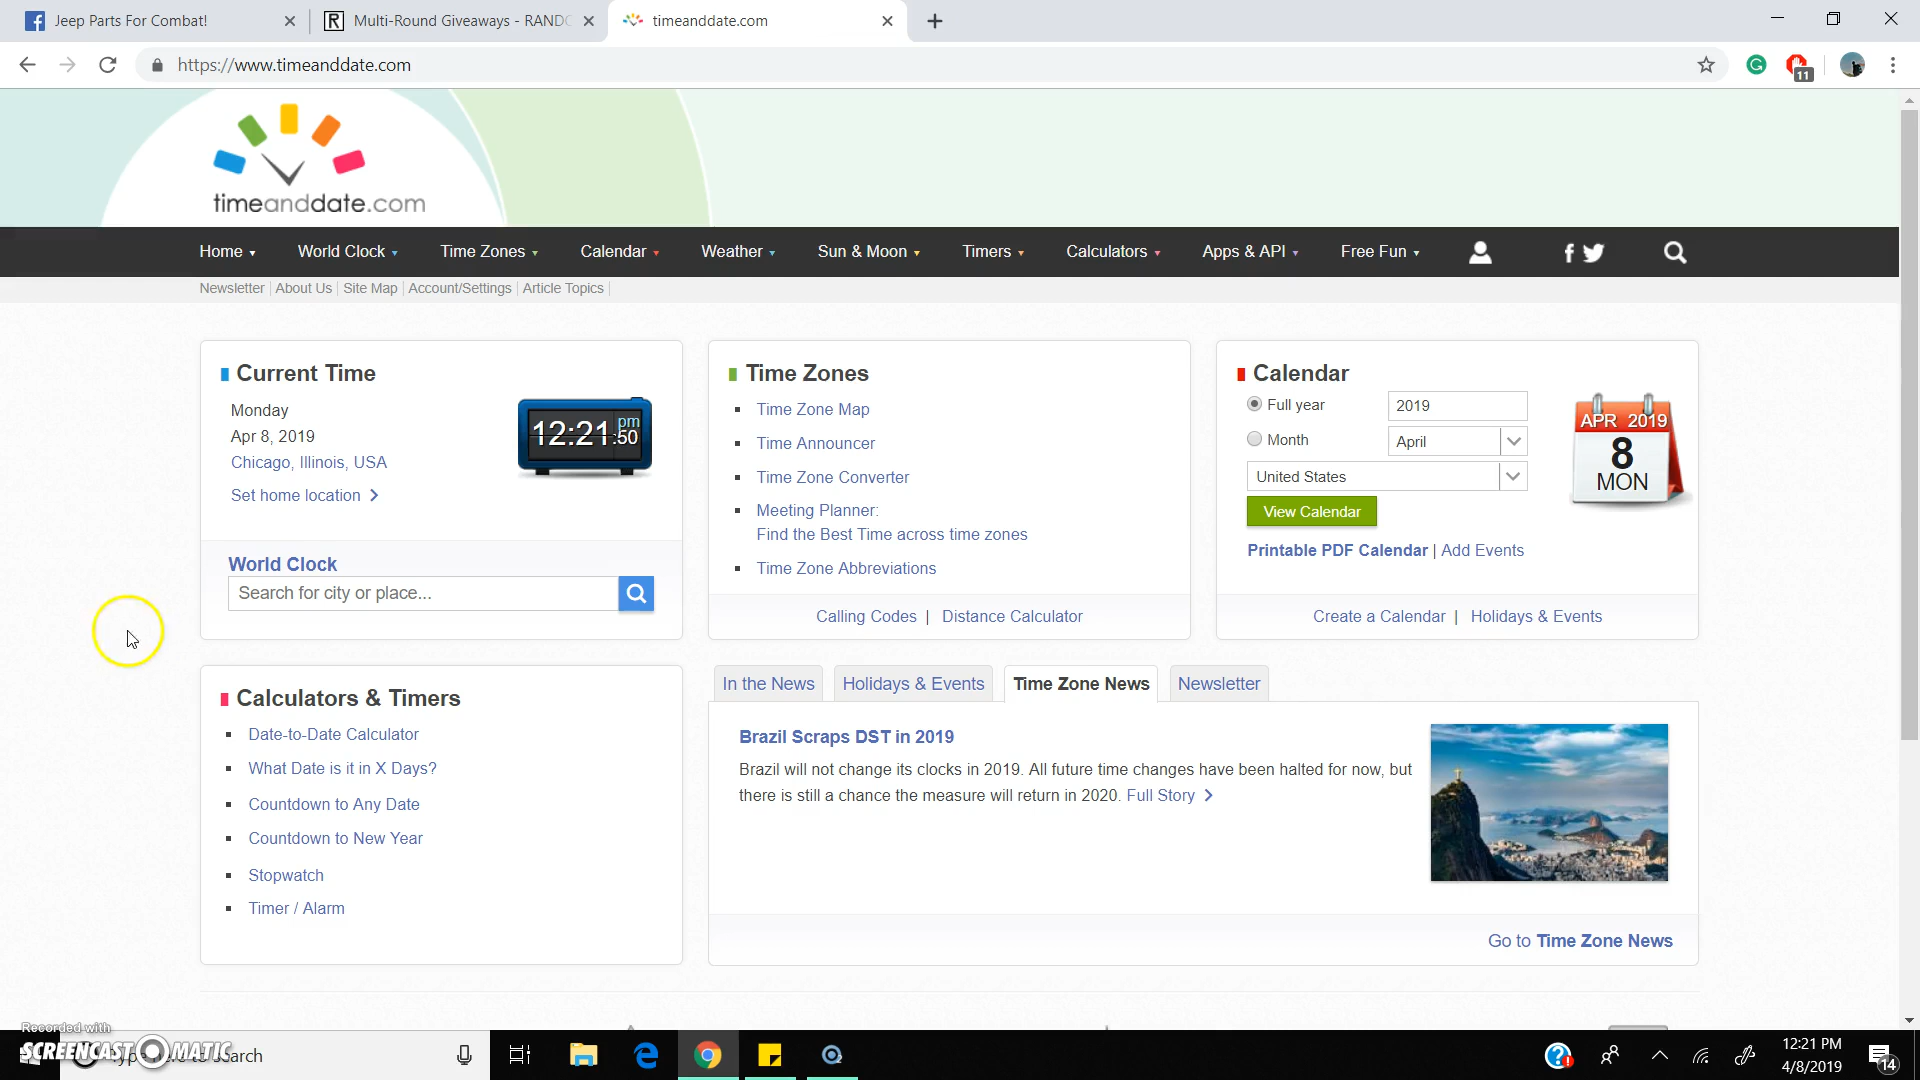 Jeep Parts For Combat!
Multi-Round Giveaways - RANDO
timeanddate.com
https://www.timeanddate.com
11
timeanddate.com
Home
World Clock
Time Zones
Calendar
Weather
Sun & Moon
Timers
Calculators
Apps & API
Free Fun
Newsletter | About Us | Site Map | Account/Settings | Article Topics |
Current Time
Monday
Apr 8, 2019
Chicago, Illinois, USA
Set home location
12:21:50 pm
World Clock
Search for city or place...
Time Zones
Time Zone Map
Time Announcer
Time Zone Converter
Meeting Planner:
Find the Best Time across time zones
Time Zone Abbreviations
Calling Codes | Distance Calculator
Calendar
Full year
2019
Month
April
United States
View Calendar
APR 2019
8
MON
Printable PDF Calendar | Add Events
Create a Calendar | Holidays & Events
Calculators & Timers
Date-to-Date Calculator
What Date is it in X Days?
Countdown to Any Date
Countdown to New Year
Stopwatch
Timer / Alarm
In the News
Holidays & Events
Time Zone News
Newsletter
Brazil Scraps DST in 2019
Brazil will not change its clocks in 2019. All future time changes have been halted for now, but
there is still a chance the measure will return in 2020. Full Story
Go to Time Zone News
Recorded with
SCREENCAST-O-MATIC
Type here to search
12:21 PM
4/8/2019
14